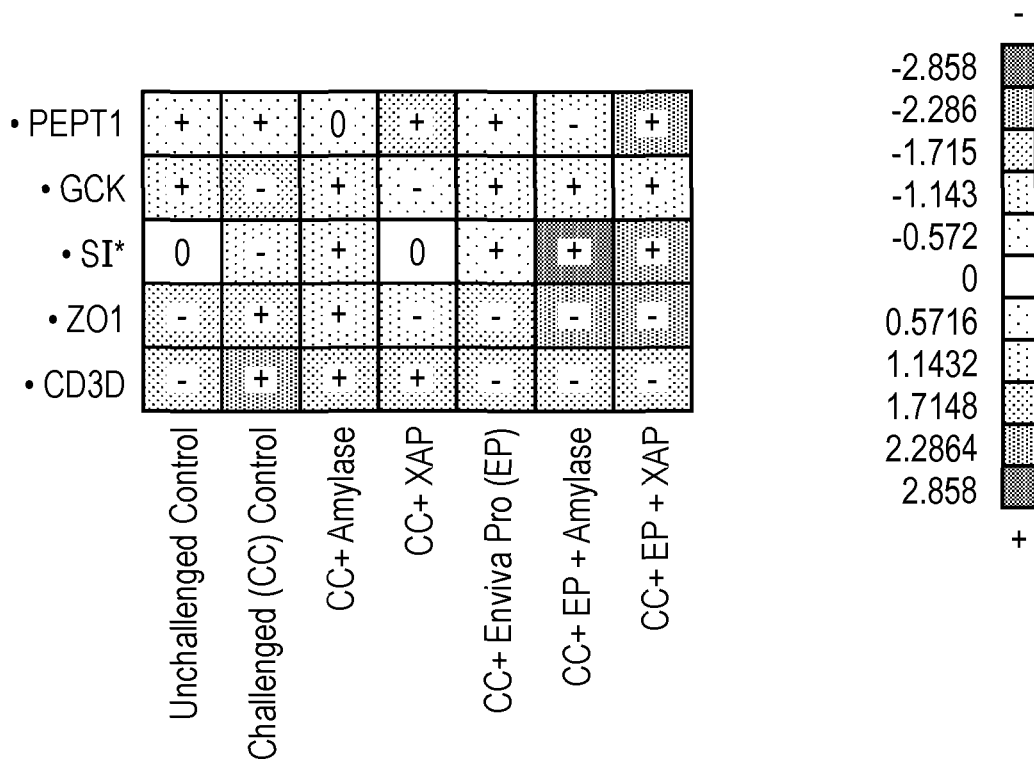 • PEPT1 + + 0 + + - +
• GCK + - + - + + +
• SI* 0 - + 0 + + +
• ZO1 - + + - - - -
• CD3D - + + + - - -
Unchallenged Control
Challenged (CC) Control
CC+ Amylase
CC+ XAP
CC+ Enviva Pro (EP)
CC+ EP + Amylase
CC+ EP + XAP
-
-2.858
-2.286
-1.715
-1.143
-0.572
0
0.5716
1.1432
1.7148
2.2864
2.858
+